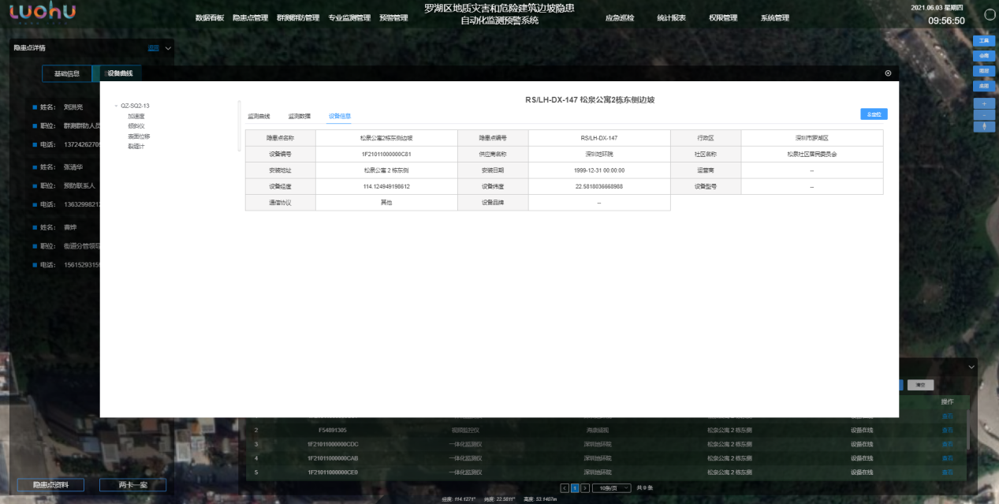 LUOHU
罗湖区地质灾害和危险建筑边坡隐患
自动化监测预警系统
数据看板 隐患点管理 群测群防管理 专业监测管理 预警管理 应急巡检 统计报表 权限管理 系统管理
2021.06.03 星期四
09:56:50
隐患点详情 返回
工具
图层
基础信息 设备曲线
姓名： 刘洪亮
职位： 群测群防人员
电话： 1372426270
姓名： 张清华
职位： 预防联系人
电话： 1363299821
姓名： 曹烨
职位： 街道分管领导
电话： 1561529315
QZ-SQ2-13
加速度
倾斜仪
表面位移
裂缝计
RS/LH-DX-147 松泉公寓2栋东侧边坡
监测曲线 监测数据 设备信息
隐患点名称 松泉公寓2栋东侧边坡 隐患点编号 RS/LH-DX-147 行政区 深圳市罗湖区
设备编号 1F21011000000C81 供应商名称 深圳地环院 社区名称 松泉社区居民委员会
安装地址 松泉公寓 2 栋东侧 安装日期 1999-12-31 00:00:00 运营商 --
设备经度 114.124949198612 设备纬度 22.5818036668988 设备型号 --
通信协议 其他 设备品牌 --
清空
操作
查看
2 F54891305 视频监控仪 海康威视 松泉公寓 2 栋东侧 设备在线 查看
3 1F21011000000CDC 一体化监测仪 深圳地环院 松泉公寓 2 栋东侧 设备在线 查看
4 1F21011000000CAB 一体化监测仪 深圳地环院 松泉公寓 2 栋东侧 设备在线 查看
5 1F21011000000CE0 一体化监测仪 深圳地环院 松泉公寓 2 栋东侧 设备在线 查看
隐患点资料 两卡一案
< 1 > 10条/页 共 9 条
经度: 114.1271° 纬度: 22.5811° 高度: 53.1407m